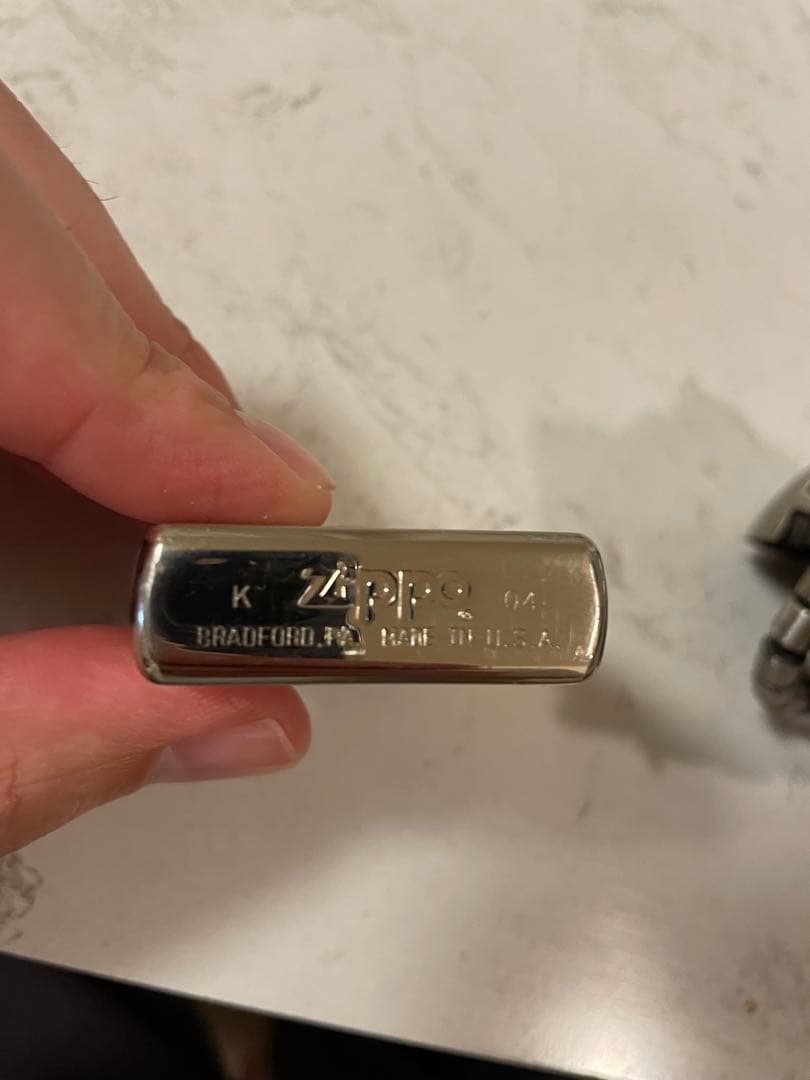 K Zippo 04
BRADFORD, PA MADE IN U.S.A.